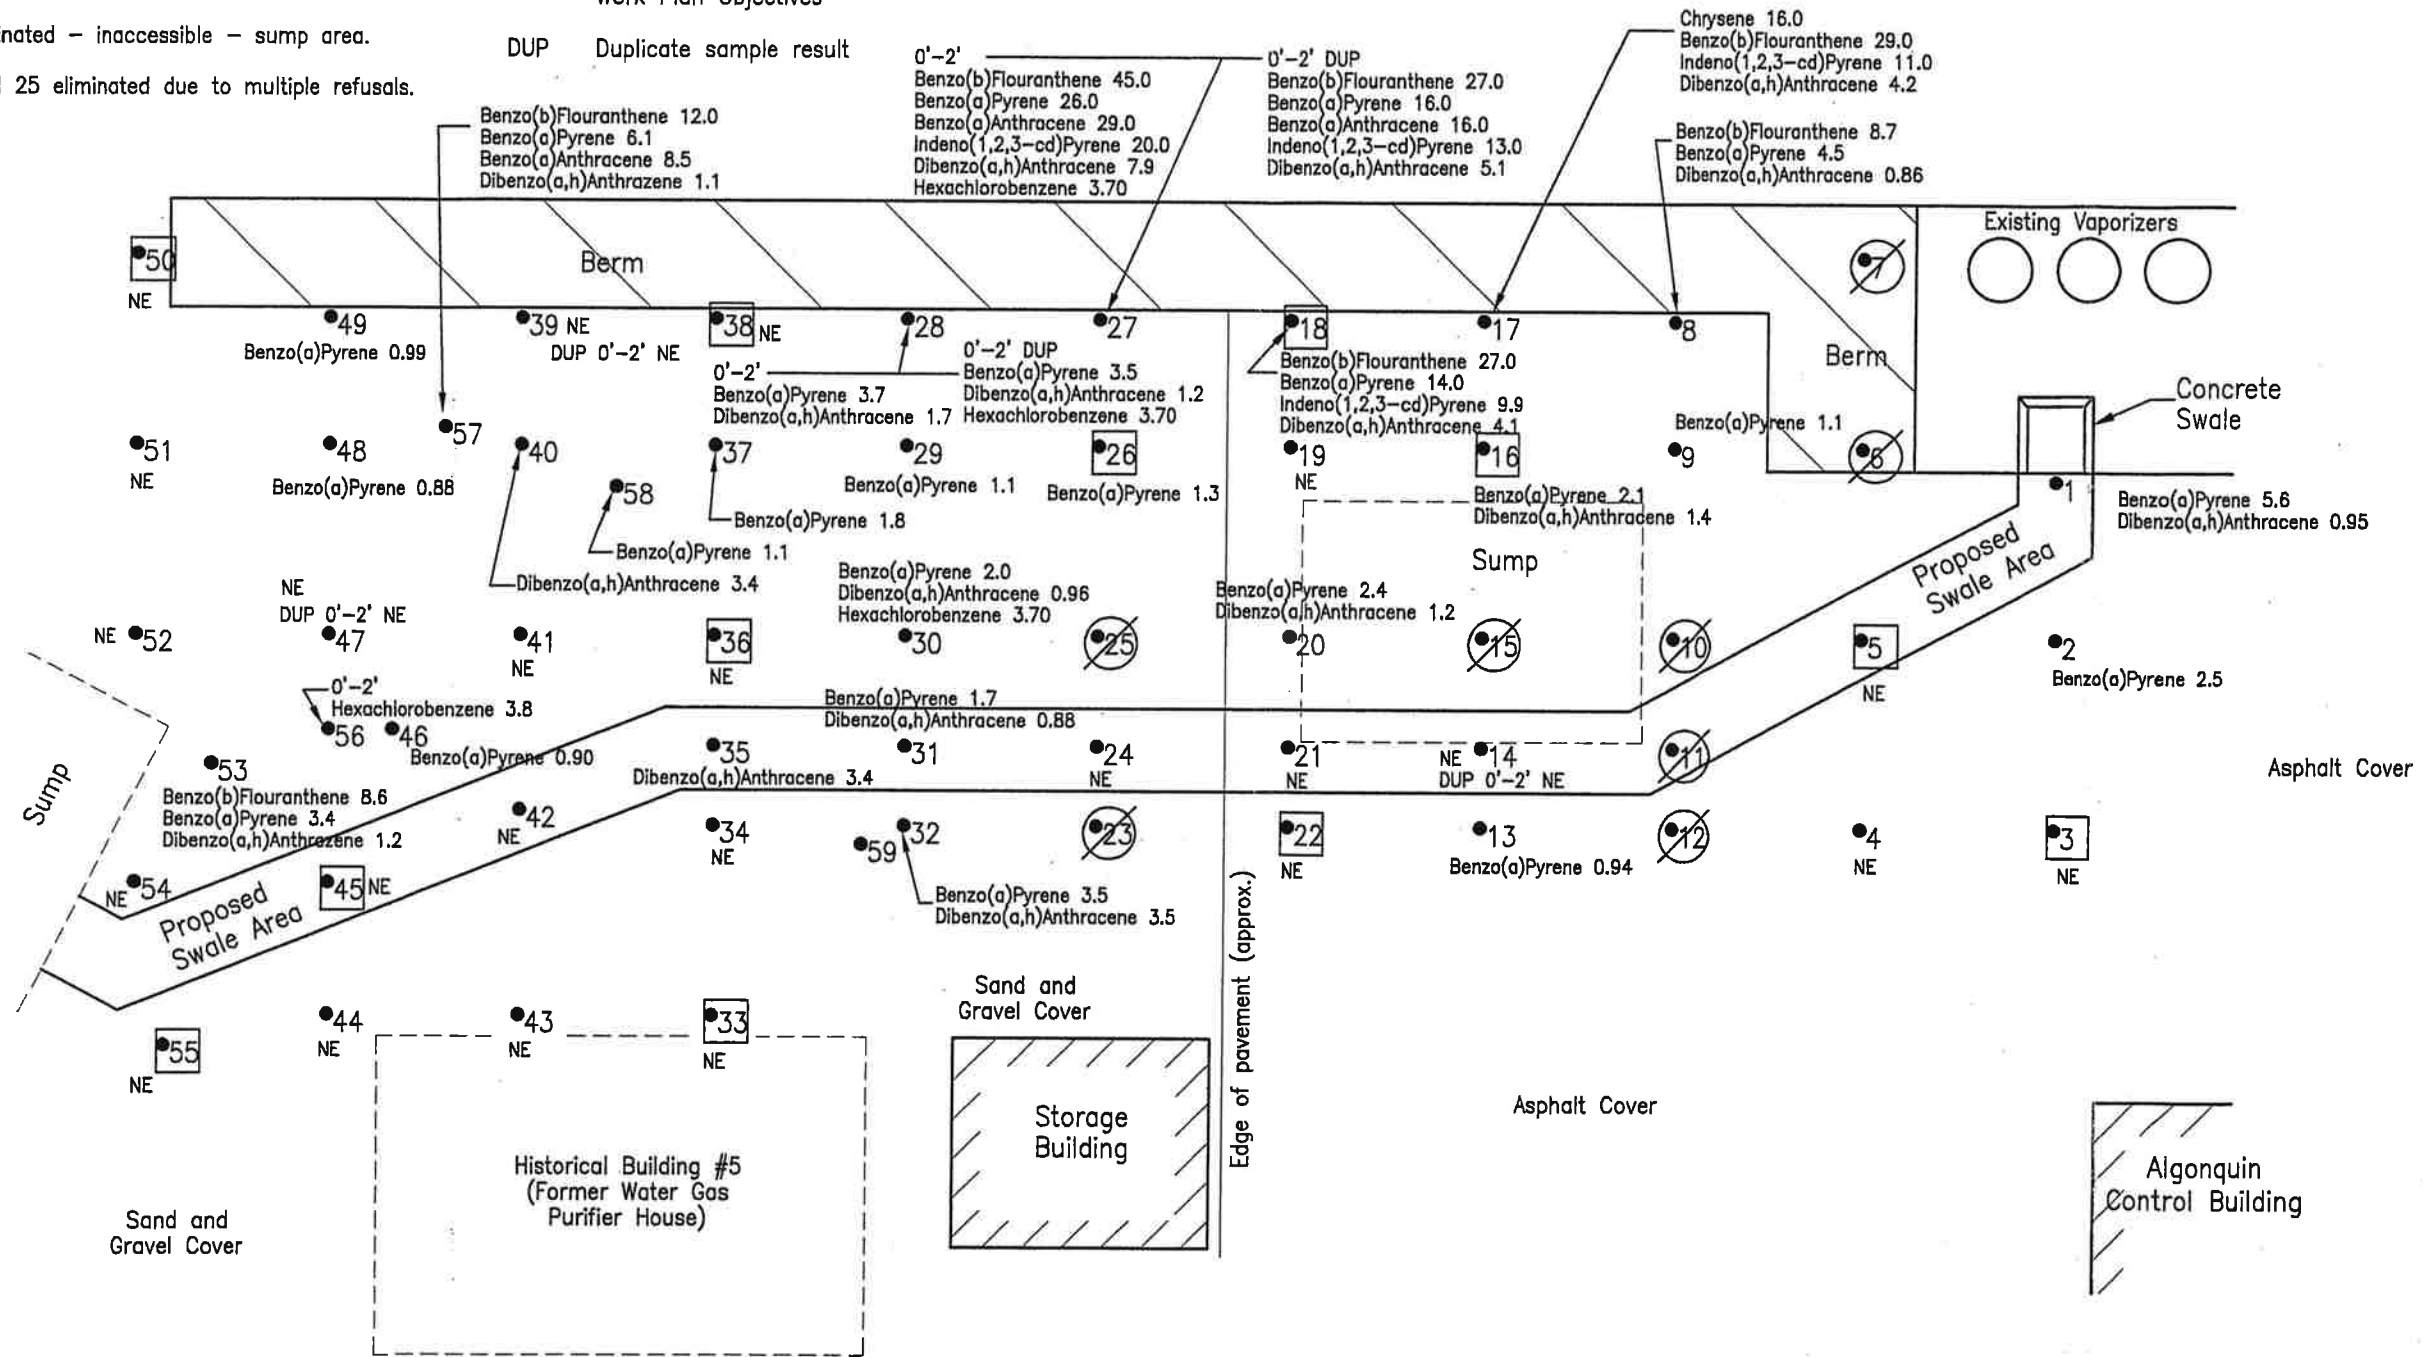 Work Plan Objectives
inated – inaccessible – sump area.
DUP Duplicate sample result
25 eliminated due to multiple refusals.
Benzo(b)Flouranthene 12.0
Benzo(a)Pyrene 6.1
Benzo(a)Anthracene 8.5
Dibenzo(a,h)Anthrazene 1.1
0'-2'
Benzo(b)Flouranthene 45.0
Benzo(a)Pyrene 26.0
Benzo(a)Anthracene 29.0
Indeno(1,2,3-cd)Pyrene 20.0
Dibenzo(a,h)Anthracene 7.9
Hexachlorobenzene 3.70
0'-2' DUP
Benzo(b)Flouranthene 27.0
Benzo(a)Pyrene 16.0
Benzo(a)Anthracene 16.0
Indeno(1,2,3-cd)Pyrene 13.0
Dibenzo(a,h)Anthracene 5.1
Chrysene 16.0
Benzo(b)Flouranthene 29.0
Indeno(1,2,3-cd)Pyrene 11.0
Dibenzo(a,h)Anthracene 4.2
Benzo(b)Flouranthene 8.7
Benzo(a)Pyrene 4.5
Dibenzo(a,h)Anthracene 0.86
Existing Vaporizers
50
NE
Berm
7
49
Benzo(a)Pyrene 0.99
39 NE
DUP 0'-2' NE
38 NE
28
27
18
17
8
Berm
0'-2'
Benzo(a)Pyrene 3.7
Dibenzo(a,h)Anthracene 1.7
0'-2' DUP
Benzo(a)Pyrene 3.5
Dibenzo(a,h)Anthracene 1.2
Hexachlorobenzene 3.70
Benzo(b)Flouranthene 27.0
Benzo(a)Pyrene 14.0
Indeno(1,2,3-cd)Pyrene 9.9
Dibenzo(a,h)Anthracene 4.1
Benzo(a)Pyrene 1.1
Concrete
Swale
51
NE
48
Benzo(a)Pyrene 0.88
57
40
58
37
29
Benzo(a)Pyrene 1.1
26
Benzo(a)Pyrene 1.3
19
NE
16
Benzo(a)Pyrene 2.1
Dibenzo(a,h)Anthracene 1.4
9
6
1
Benzo(a)Pyrene 5.6
Dibenzo(a,h)Anthracene 0.95
Benzo(a)Pyrene 1.8
Benzo(a)Pyrene 1.1
Dibenzo(a,h)Anthracene 3.4
Sump
Proposed
Swale Area
NE
DUP 0'-2' NE
Benzo(a)Pyrene 2.0
Dibenzo(a,h)Anthracene 0.96
Hexachlorobenzene 3.70
Benzo(a)Pyrene 2.4
Dibenzo(a,h)Anthracene 1.2
NE 52
47
41
NE
36
NE
30
25
20
15
10
5
NE
2
Benzo(a)Pyrene 2.5
0'-2'
Hexachlorobenzene 3.8
56
46
Benzo(a)Pyrene 0.90
Benzo(a)Pyrene 1.7
Dibenzo(a,h)Anthracene 0.88
Sump
53
Benzo(b)Flouranthene 8.6
Benzo(a)Pyrene 3.4
Dibenzo(a,h)Anthrazene 1.2
35
Dibenzo(a,h)Anthracene 3.4
31
24
NE
21
NE
NE 14
DUP 0'-2' NE
11
Asphalt Cover
42
NE
34
NE
59
32
23
22
NE
13
Benzo(a)Pyrene 0.94
12
4
NE
3
NE
NE 54
45 NE
Benzo(a)Pyrene 3.5
Dibenzo(a,h)Anthracene 3.5
Proposed
Swale Area
Edge of pavement (approx.)
Sand and
Gravel Cover
44
NE
43
NE
33
NE
55
NE
Storage
Building
Asphalt Cover
Historical Building #5
(Former Water Gas
Purifier House)
Algonquin
Control Building
Sand and
Gravel Cover